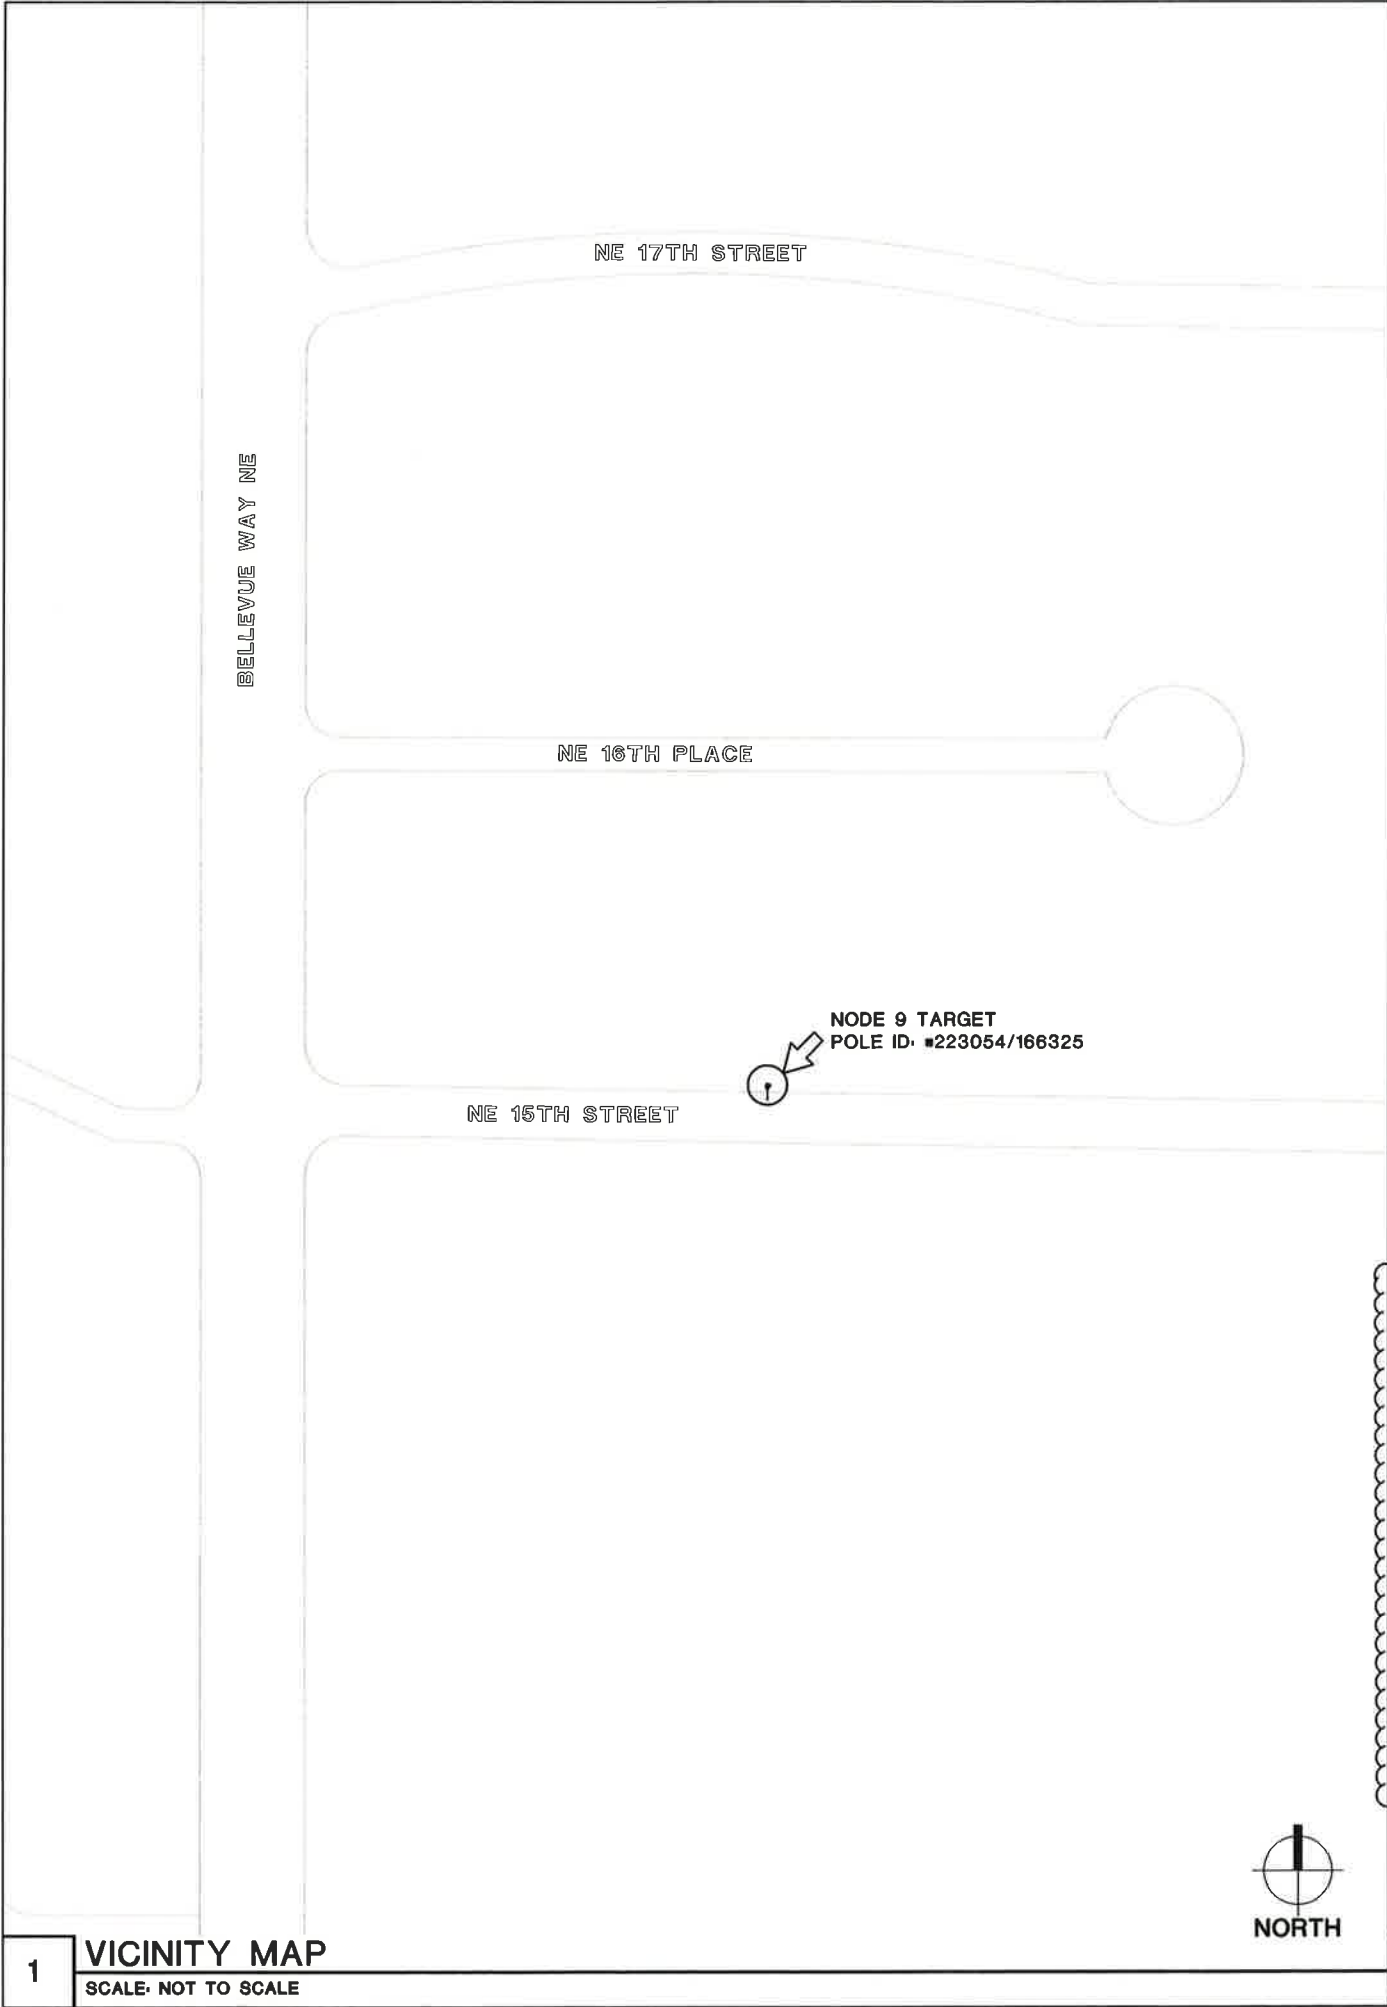 NE 17TH STREET
BELLEVUE WAY NE
NE 16TH PLACE
NODE 9 TARGET
POLE ID: #223054/166325
NE 15TH STREET
NORTH
1
VICINITY MAP
SCALE: NOT TO SCALE